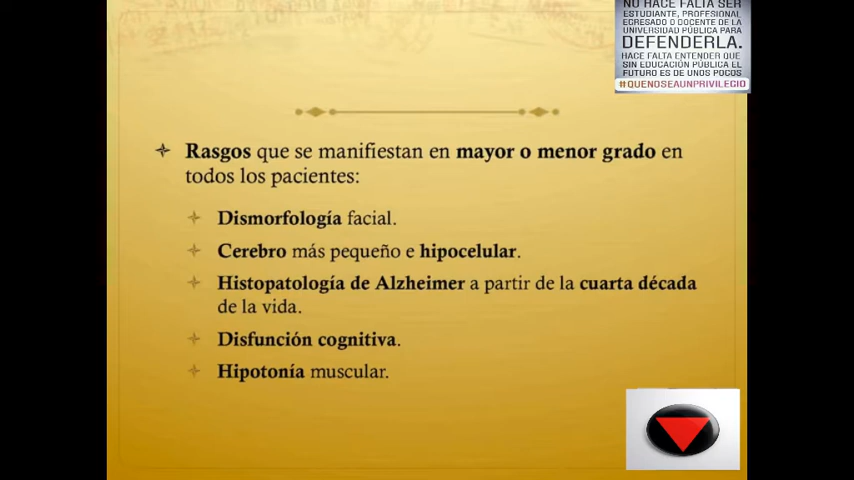 NO HACE FALTA SER
ESTUDIANTE, PROFESIONAL
EGRESADO O DOCENTE DE LA
UNIVERSIDAD PÚBLICA PARA
DEFENDERLA.
HACE FALTA ENTENDER QUE
SIN EDUCACIÓN PÚBLICA EL
FUTURO ES DE UNOS POCOS
#QUENOSEAUNPRIVILEGIO
Rasgos que se manifiestan en mayor o menor grado en
todos los pacientes:
Dismorfología facial.
Cerebro más pequeño e hipocelular.
Histopatología de Alzheimer a partir de la cuarta década
de la vida.
Disfunción cognitiva.
Hipotonía muscular.